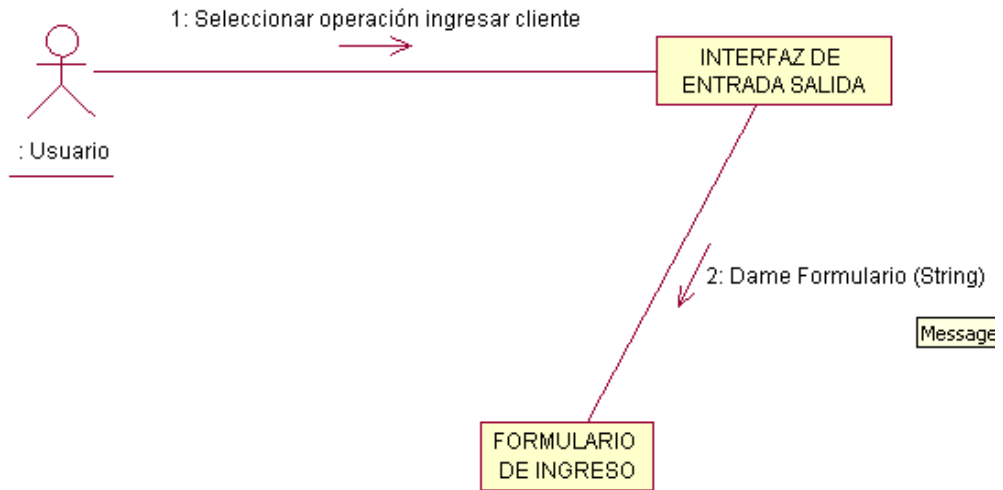 1: Seleccionar operación ingresar cliente
INTERFAZ DE
ENTRADA SALIDA
: Usuario
2: Dame Formulario (String)
Message
FORMULARIO
DE INGRESO